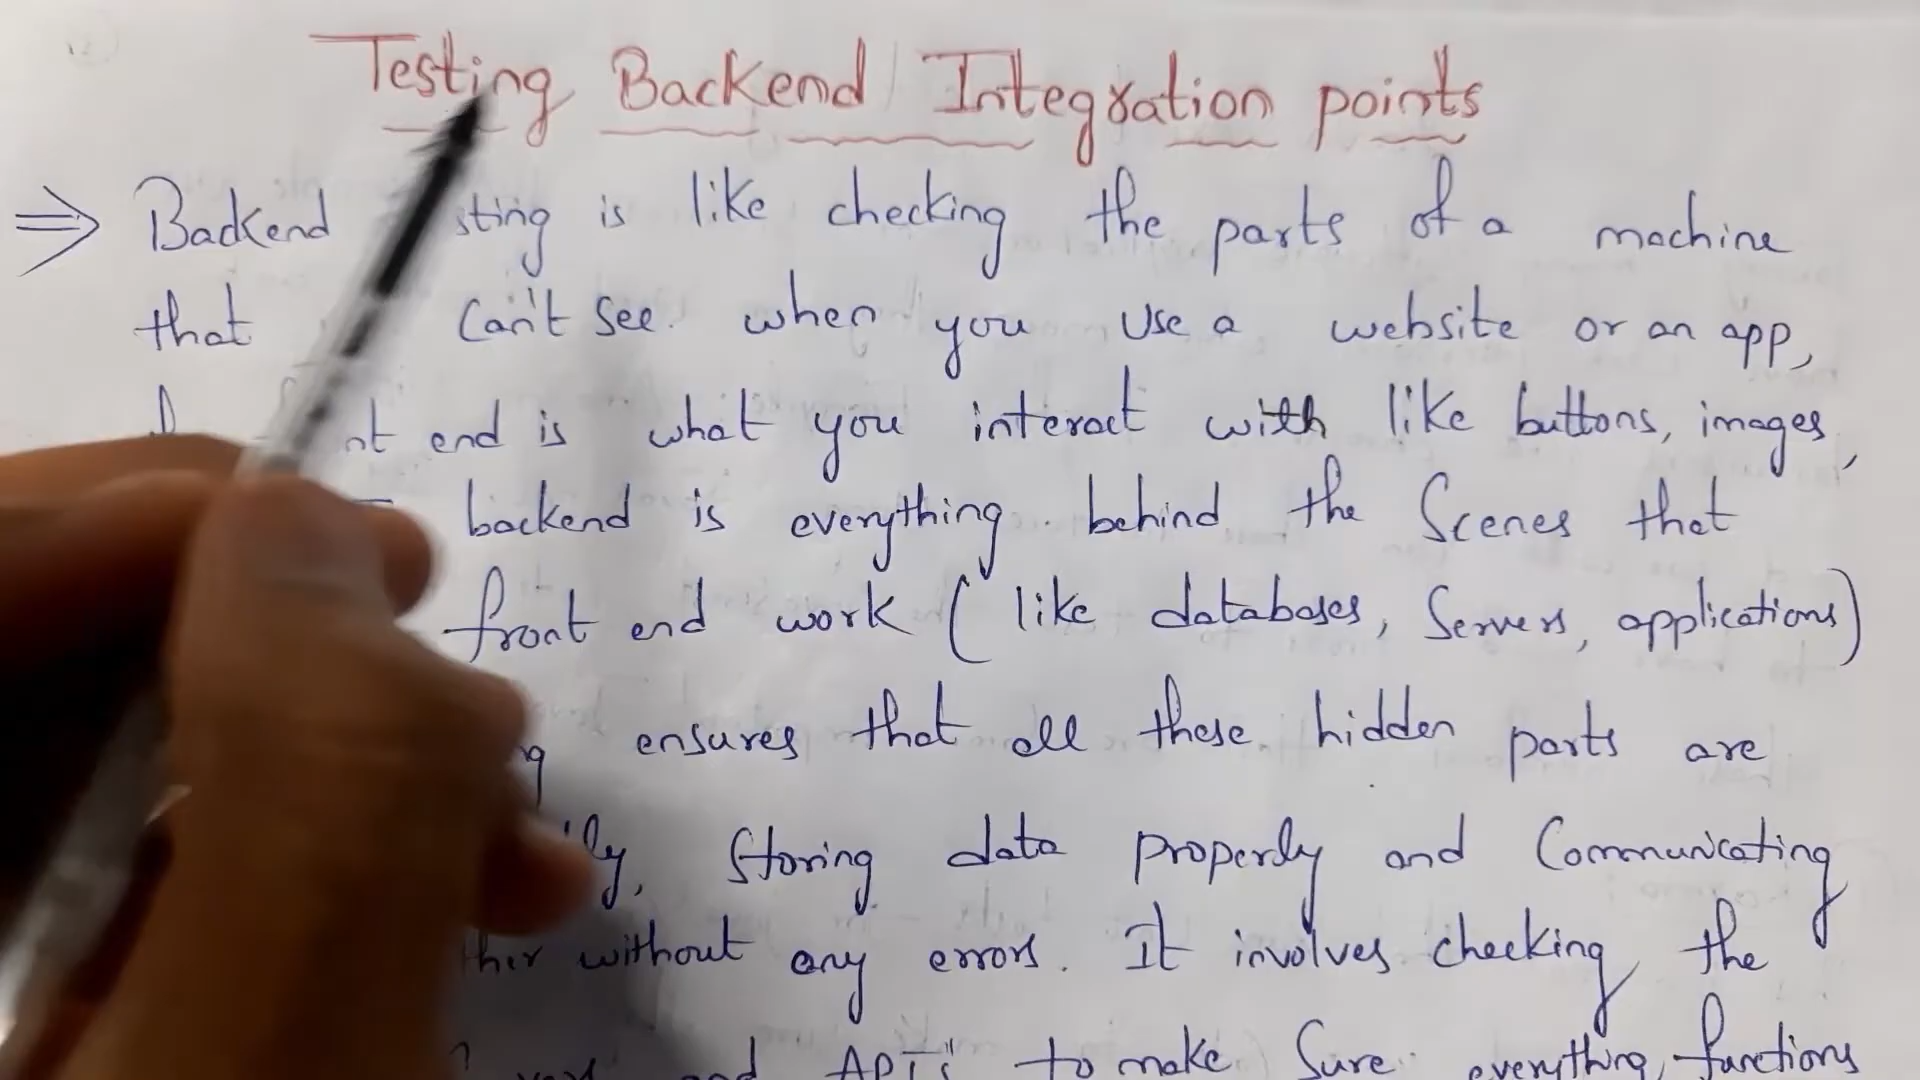 Testing Backend Integration points
⇒ Backend sting is like checking the parts of a machine
that can't see. when you use a website or an app,
nt end is what you interact with like buttons, images,
backend is everything behind the scenes that
front end work ( like databases, Servers, applications)
ensures that all these hidden parts are
ly, storing data properly and communicating
ther without any errors. It involves checking the
and API's to make sure everything functions